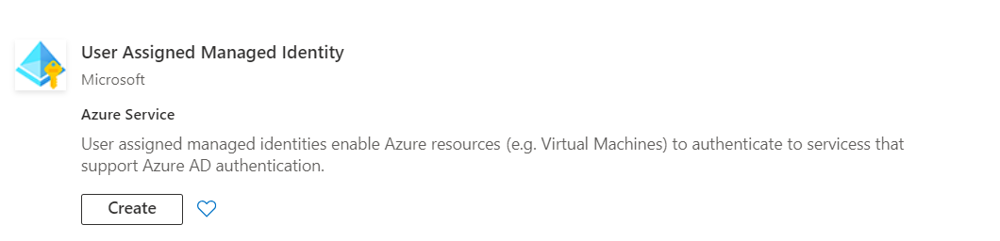 User Assigned Managed Identity
Microsoft
Azure Service
User assigned managed identities enable Azure resources (e.g. Virtual Machines) to authenticate to servicess that
support Azure AD authentication.
Create